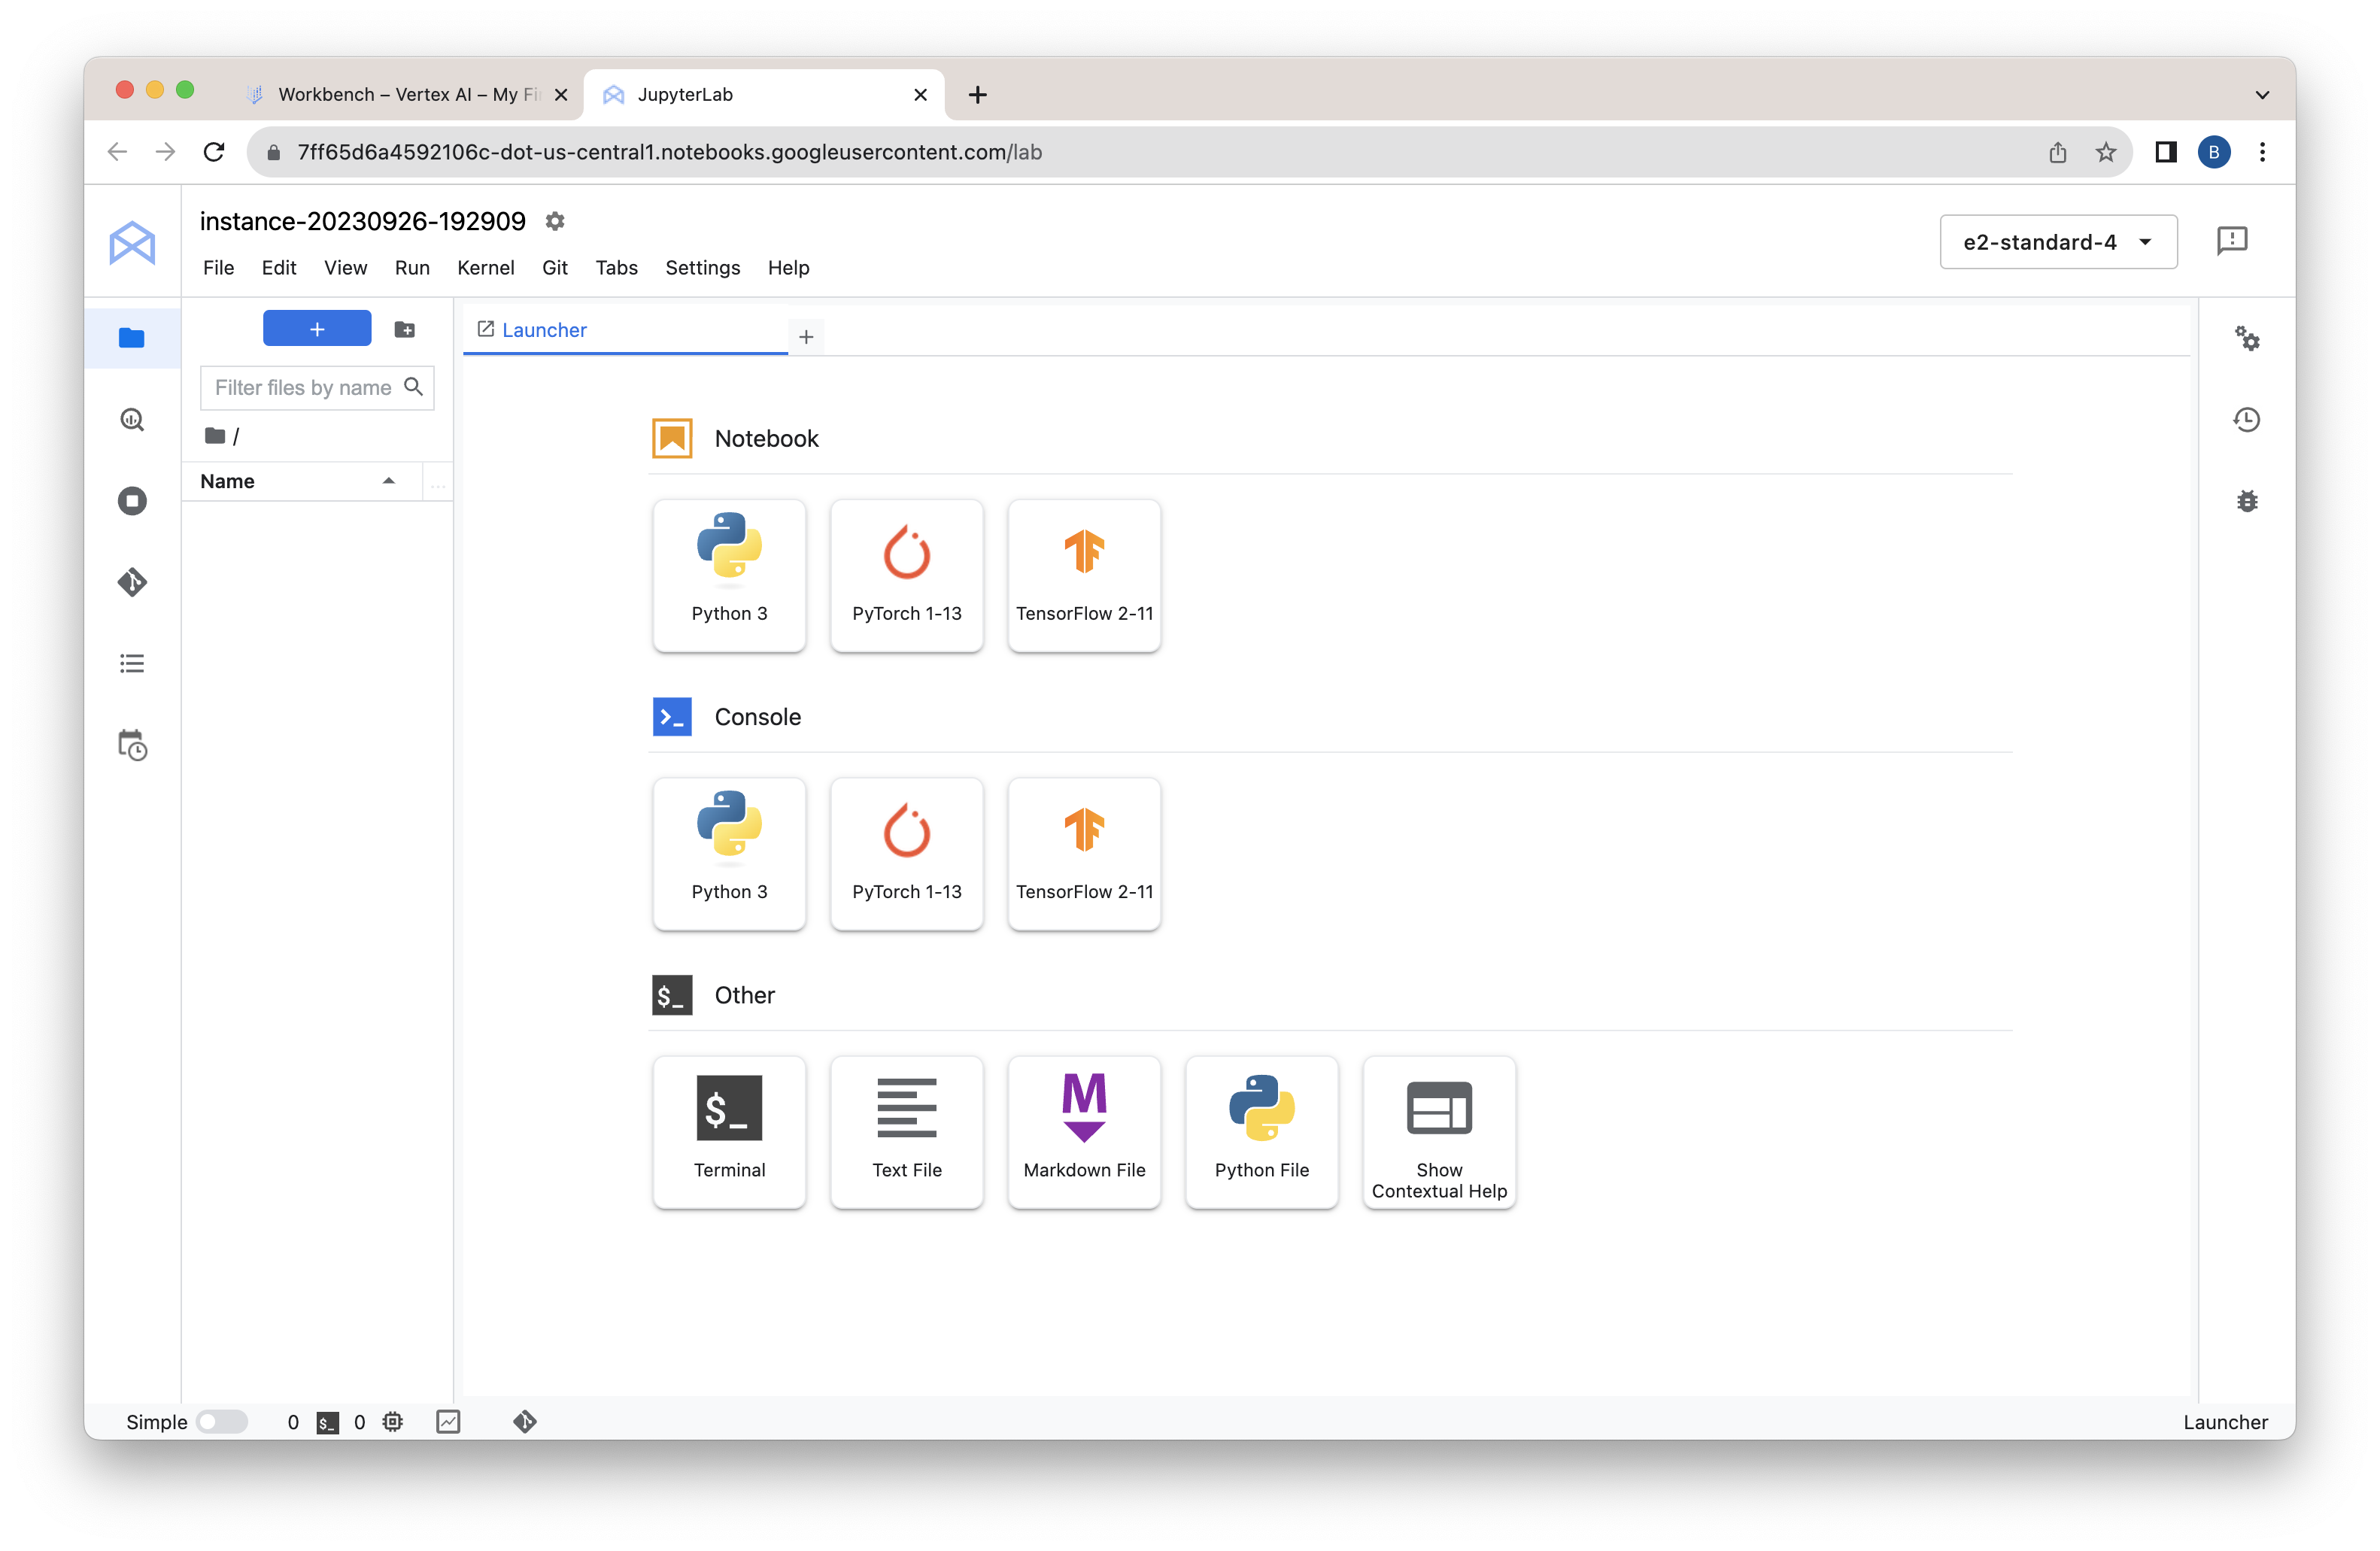 Workbench – Vertex AI – My Fi
JupyterLab
7ff65d6a4592106c-dot-us-central1.notebooks.googleusercontent.com/lab
B
instance-20230926-192909
e2-standard-4
File Edit View Run Kernel Git Tabs Settings Help
+
Launcher
+
Filter files by name
/
Name
...
Notebook
Python 3
PyTorch 1-13
TensorFlow 2-11
>_ Console
Python 3
PyTorch 1-13
TensorFlow 2-11
$_ Other
$_
Terminal
Text File
M
Markdown File
Python File
Show
Contextual Help
Simple 0 $_ 0
Launcher